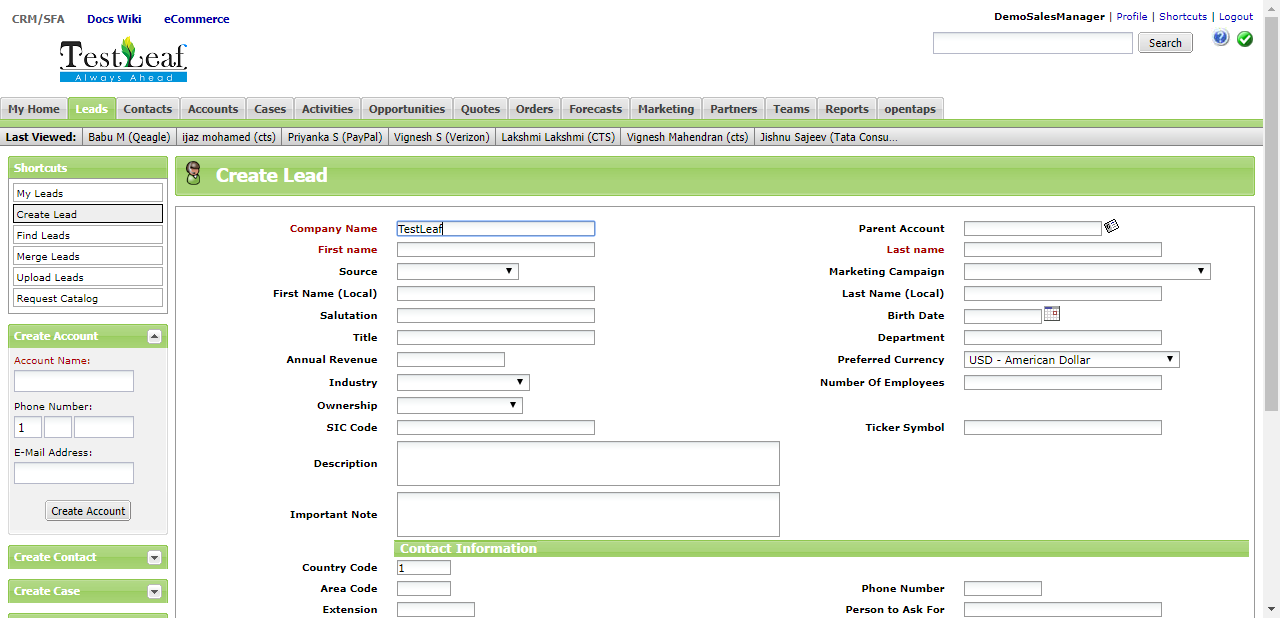 CRM/SFA Docs Wiki eCommerce
DemoSalesManager | Profile | Shortcuts | Logout
TestLeaf
Always Ahead
Search
My Home Leads Contacts Accounts Cases Activities Opportunities Quotes Orders Forecasts Marketing Partners Teams Reports opentaps
Last Viewed: Babu M (Qeagle) ijaz mohamed (cts) Priyanka S (PayPal) Vignesh S (Verizon) Lakshmi Lakshmi (CTS) Vignesh Mahendran (cts) Jishnu Sajeev (Tata Consu...
Shortcuts
My Leads
Create Lead
Find Leads
Merge Leads
Upload Leads
Request Catalog
Create Account
Account Name:
Phone Number:
1
E-Mail Address:
Create Account
Create Contact
Create Case
Create Lead
Company Name TestLeaf Parent Account
First name Last name
Source Marketing Campaign
First Name (Local) Last Name (Local)
Salutation Birth Date
Title Department
Annual Revenue Preferred Currency USD - American Dollar
Industry Number Of Employees
Ownership
SIC Code Ticker Symbol
Description
Important Note
Contact Information
Country Code 1
Area Code Phone Number
Extension Person to Ask For